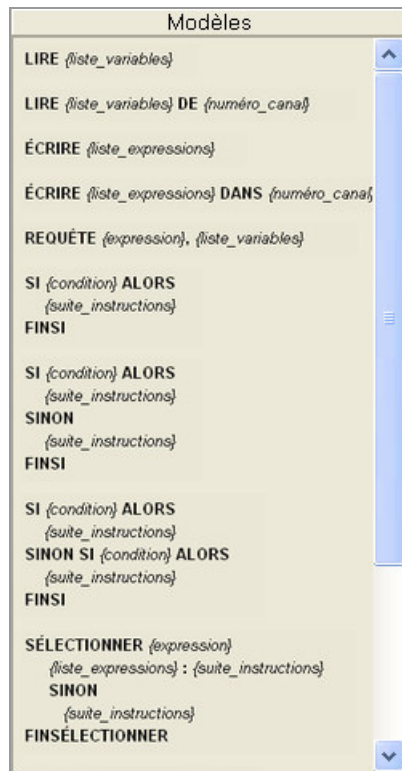 Modèles
LIRE {liste_variables}
LIRE {liste_variables} DE {numéro_canal}
ÉCRIRE {liste_expressions}
ÉCRIRE {liste_expressions} DANS {numéro_canal}
REQUÊTE {expression}, {liste_variables}
SI {condition} ALORS
{suite_instructions}
FINSI
SI {condition} ALORS
{suite_instructions}
SINON
{suite_instructions}
FINSI
SI {condition} ALORS
{suite_instructions}
SINON SI {condition} ALORS
{suite_instructions}
FINSI
SÉLECTIONNER {expression}
{liste_expressions} : {suite_instructions}
SINON
{suite_instructions}
FINSÉLECTIONNER